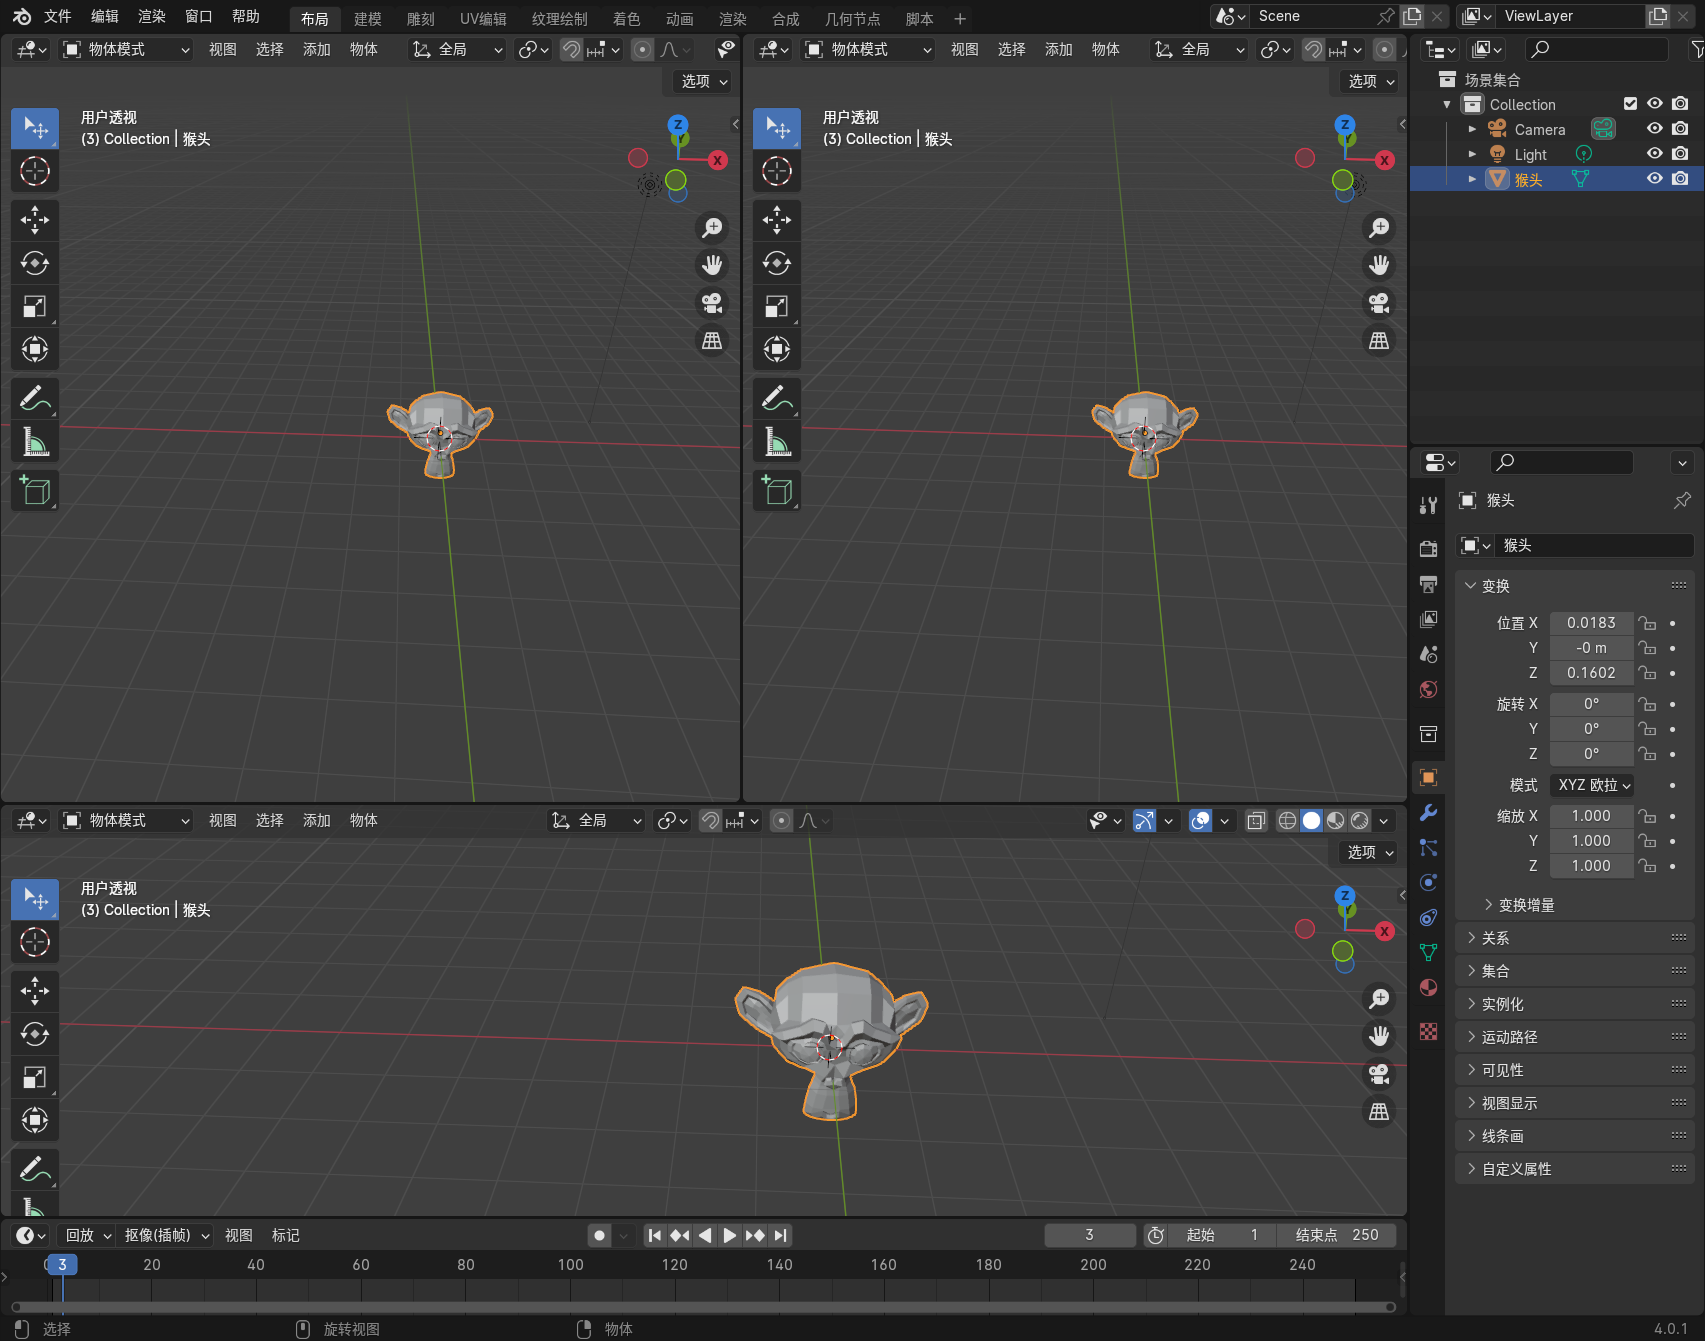 文件 编辑 渲染 窗口 帮助 布局 建模 雕刻 UV编辑 纹理绘制 着色 动画 渲染 合成 几何节点 脚本 + Scene ViewLayer
物体模式 视图 选择 添加 物体 全局
选项
用户透视
(3) Collection | 猴头
Z
Y
X
物体模式 视图 选择 添加 物体 全局
选项
用户透视
(3) Collection | 猴头
Z
Y
X
场景集合
Collection
Camera
Light
猴头
猴头
猴头
变换
位置 X 0.0183
Y -0 m
Z 0.1602
旋转 X 0°
Y 0°
Z 0°
模式 XYZ 欧拉
缩放 X 1.000
Y 1.000
Z 1.000
变换增量
关系
集合
实例化
运动路径
可见性
视图显示
线条画
自定义属性
物体模式 视图 选择 添加 物体 全局
选项
用户透视
(3) Collection | 猴头
Z
Y
X
回放 抠像(插帧) 视图 标记 3 起始 1 结束点 250
3 20 40 60 80 100 120 140 160 180 200 220 240
选择 旋转视图 物体 4.0.1